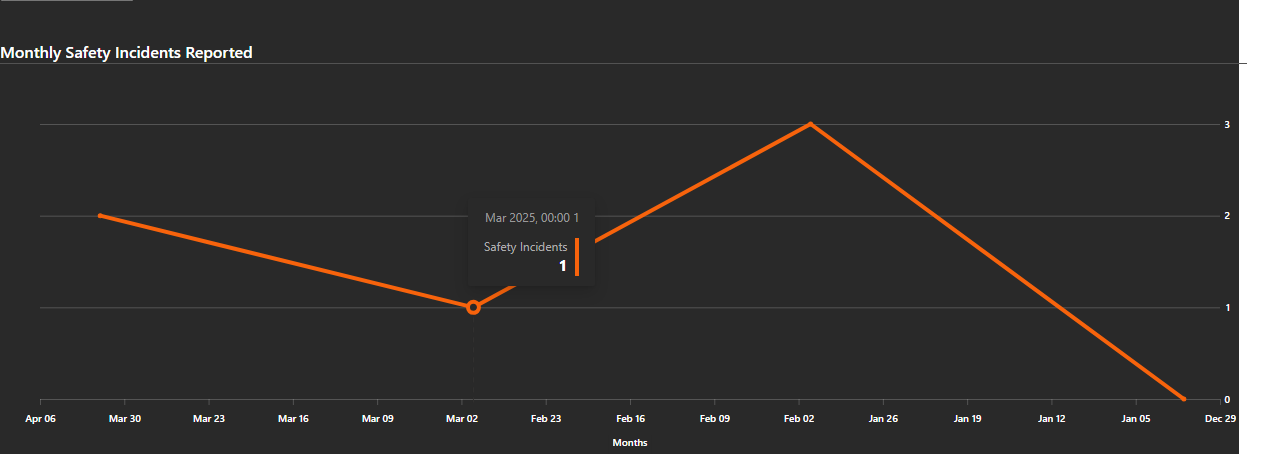 Monthly Safety Incidents Reported
3
Mar 2025, 00:00 1
2
Safety Incidents
1
1
0
Apr 06 Mar 30 Mar 23 Mar 16 Mar 09 Mar 02 Feb 23 Feb 16 Feb 09 Feb 02 Jan 26 Jan 19 Jan 12 Jan 05 Dec 29
Months